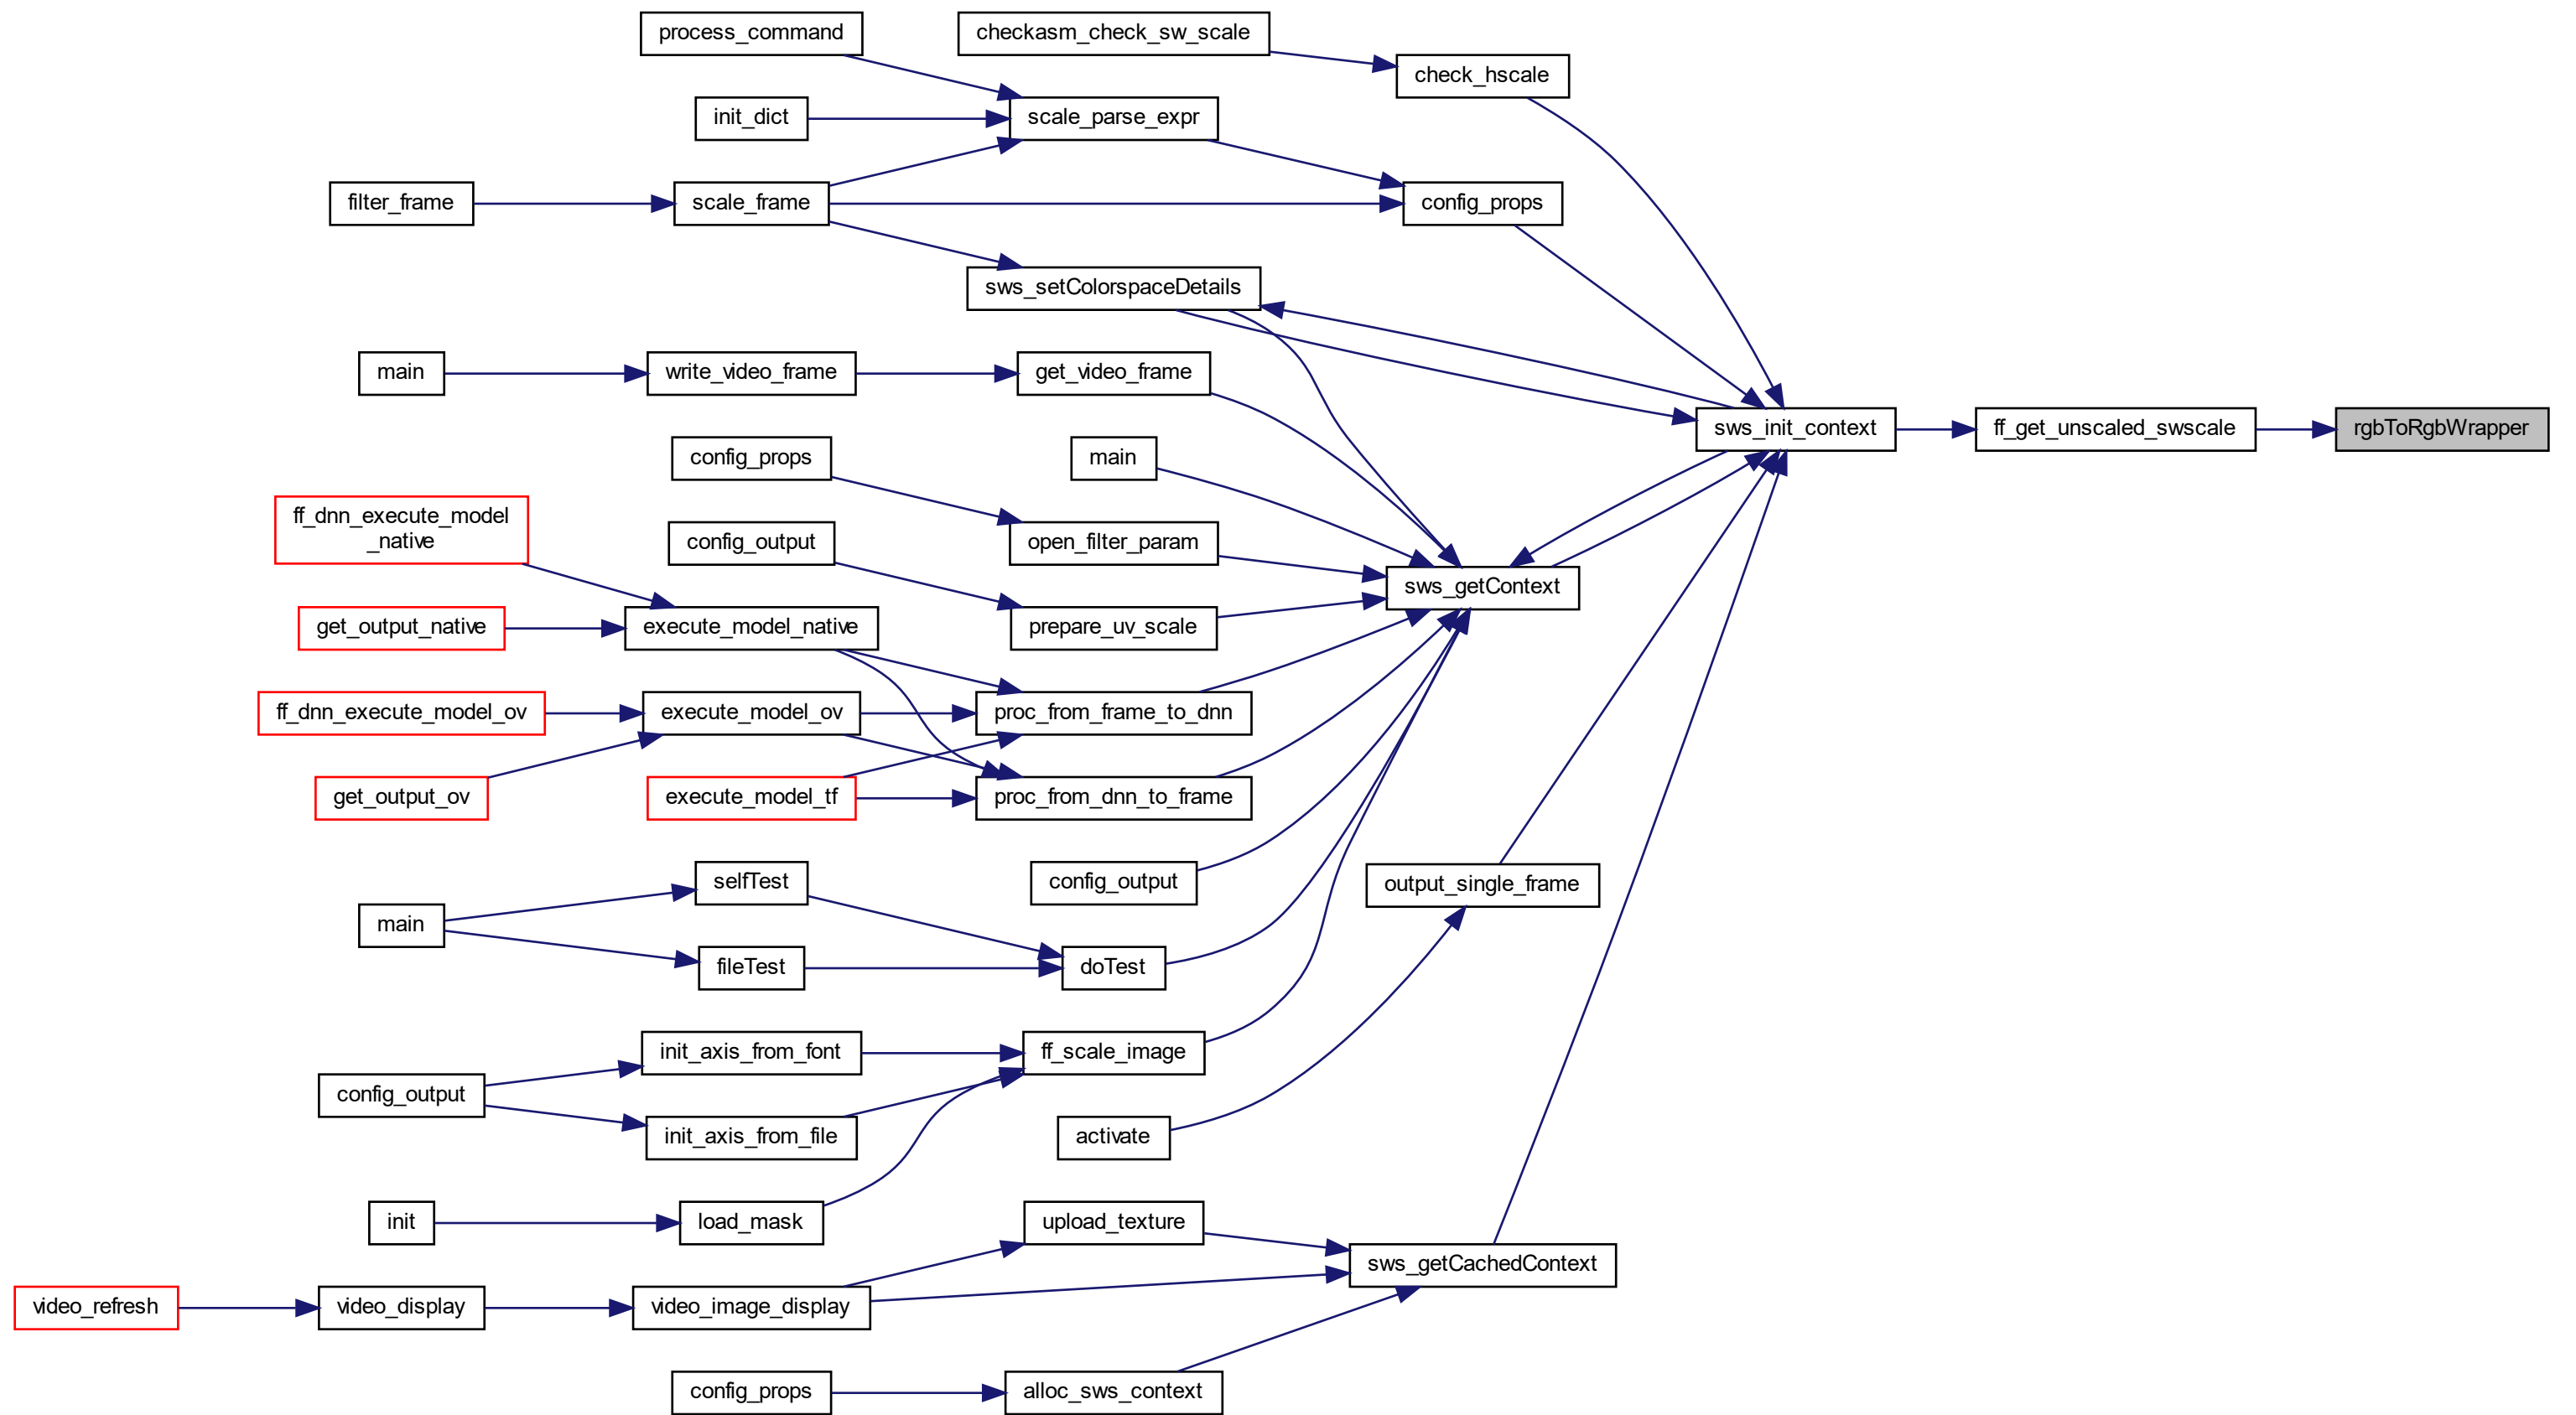 process_command
checkasm_check_sw_scale
check_hscale
init_dict
scale_parse_expr
filter_frame
scale_frame
config_props
sws_setColorspaceDetails
main
write_video_frame
get_video_frame
sws_init_context
ff_get_unscaled_swscale
rgbToRgbWrapper
config_props
main
ff_dnn_execute_model
_native
config_output
open_filter_param
sws_getContext
get_output_native
execute_model_native
prepare_uv_scale
ff_dnn_execute_model_ov
execute_model_ov
proc_from_frame_to_dnn
get_output_ov
execute_model_tf
proc_from_dnn_to_frame
selfTest
config_output
output_single_frame
main
fileTest
doTest
init_axis_from_font
ff_scale_image
config_output
init_axis_from_file
activate
init
load_mask
upload_texture
sws_getCachedContext
video_refresh
video_display
video_image_display
config_props
alloc_sws_context